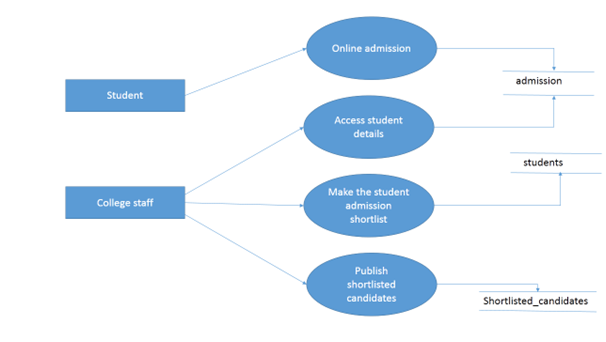 Online admission
admission
Student
Access student
details
students
College staff
Make the student
admission
shortlist
Publish
shortlisted
candidates
Shortlisted_candidates